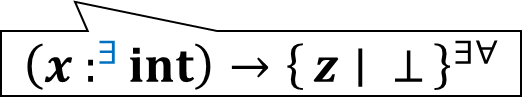 (x :∃ int) → { z | ⊥ }∃∀